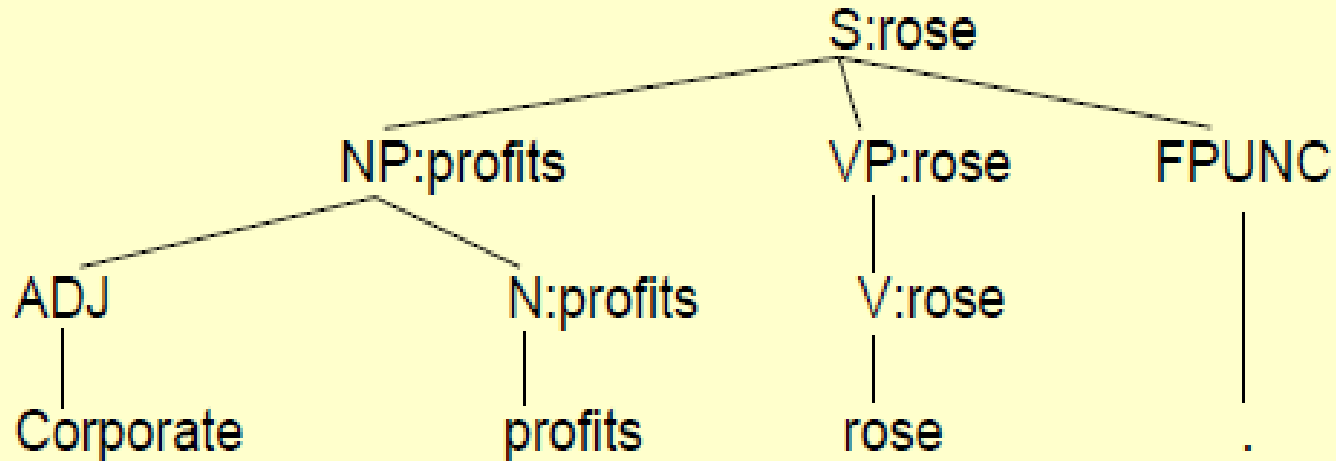 S:rose
NP:profits VP:rose FPUNC
ADJ N:profits V:rose
Corporate profits rose .